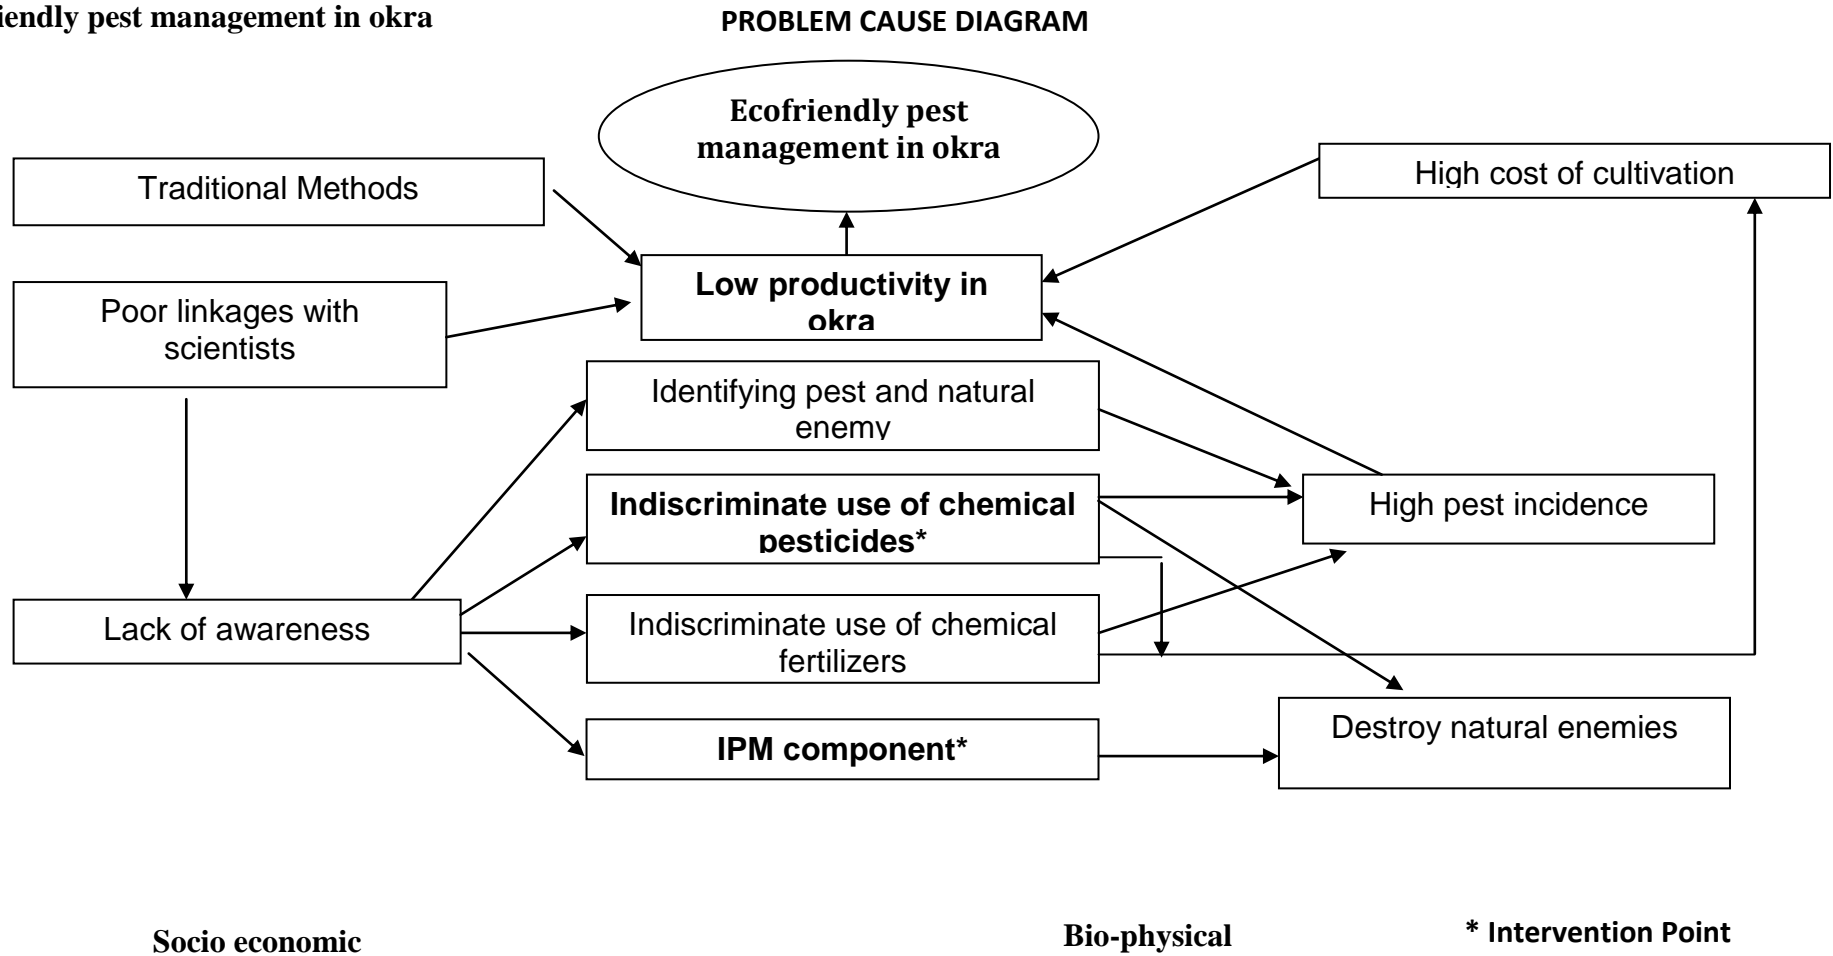 iendly pest management in okra
PROBLEM CAUSE DIAGRAM
Ecofriendly pest
management in okra
Traditional Methods
High cost of cultivation
Low productivity in
okra
Poor linkages with
scientists
Identifying pest and natural
enemy
Indiscriminate use of chemical
pesticides*
High pest incidence
Lack of awareness
Indiscriminate use of chemical
fertilizers
Destroy natural enemies
IPM component*
Socio economic
Bio-physical
* Intervention Point